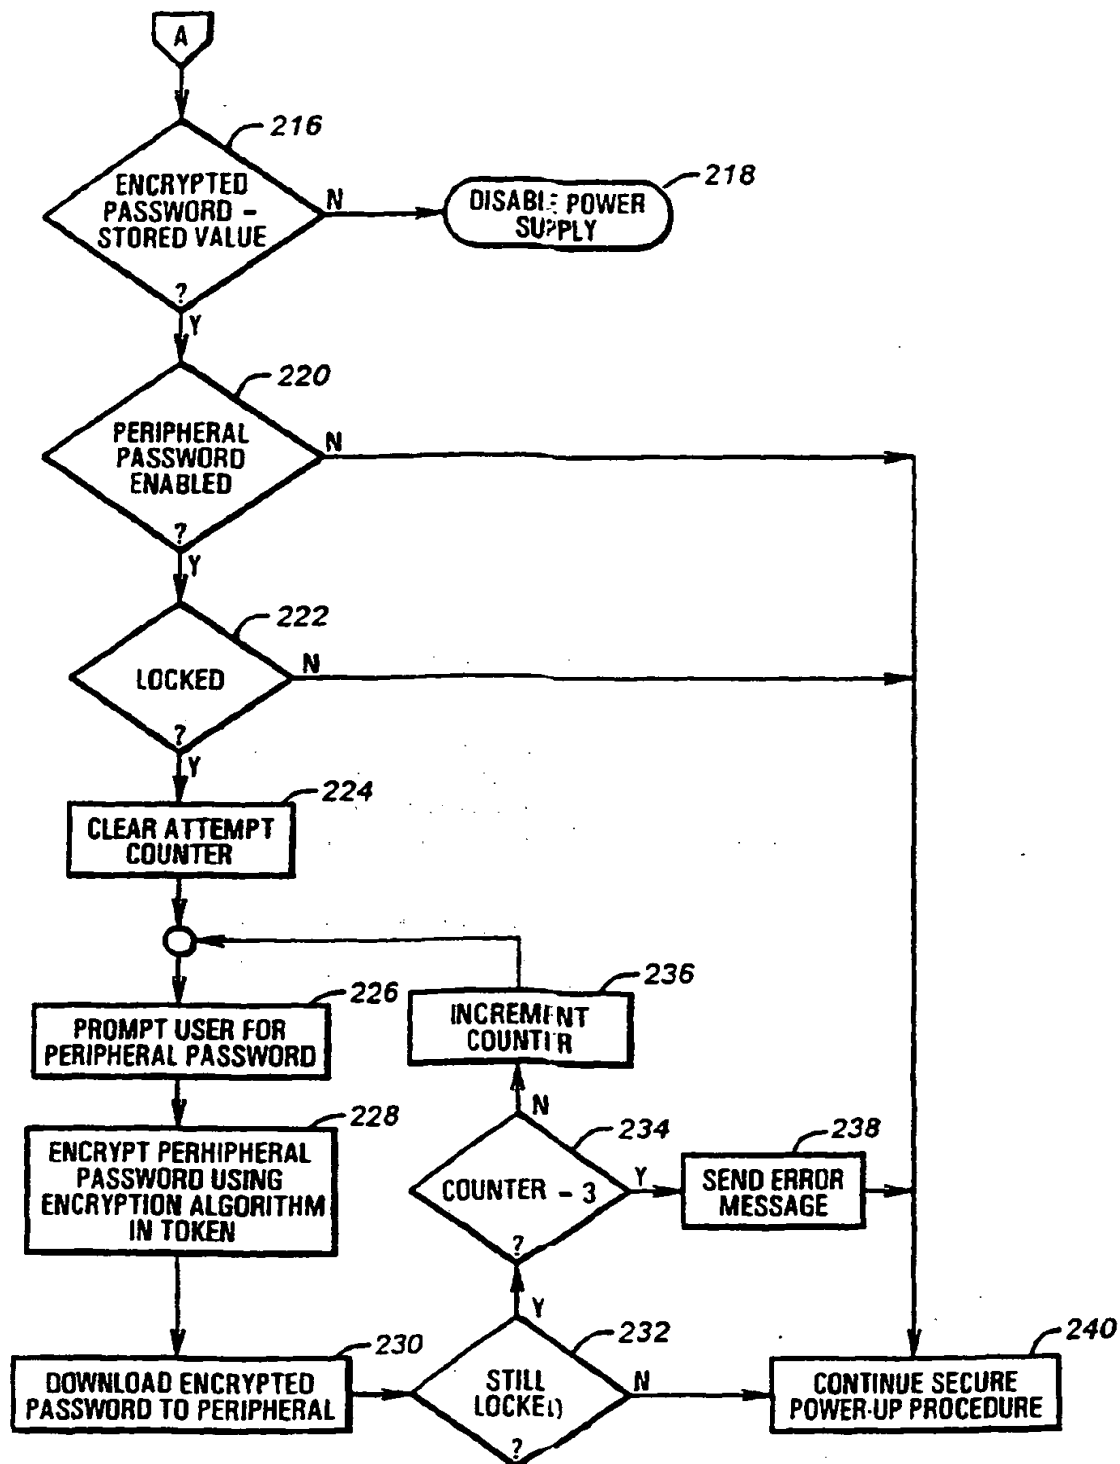 A
216
ENCRYPTED
PASSWORD =
STORED VALUE
?
N
218
POWER
Y
220
PERIPHERAL
PASSWORD
ENABLED
?
N
Y
222
LOCKED
?
N
Y
224
CLEAR ATTEMPT
COUNTER
226
PROMPT USER FOR
PERIPHERAL PASSWORD
236
INCREMENT
COUNTER
228
ENCRYPT PERHIPHERAL
PASSWORD USING
ENCRYPTION ALGORITHM
IN TOKEN
N
234
COUNTER = 3
?
Y
238
SEND ERROR
MESSAGE
Y
230
DOWNLOAD ENCRYPTED
PASSWORD TO PERIPHERAL
232
STILL
LOCKED
?
N
240
CONTINUE SECURE
POWER-UP PROCEDURE